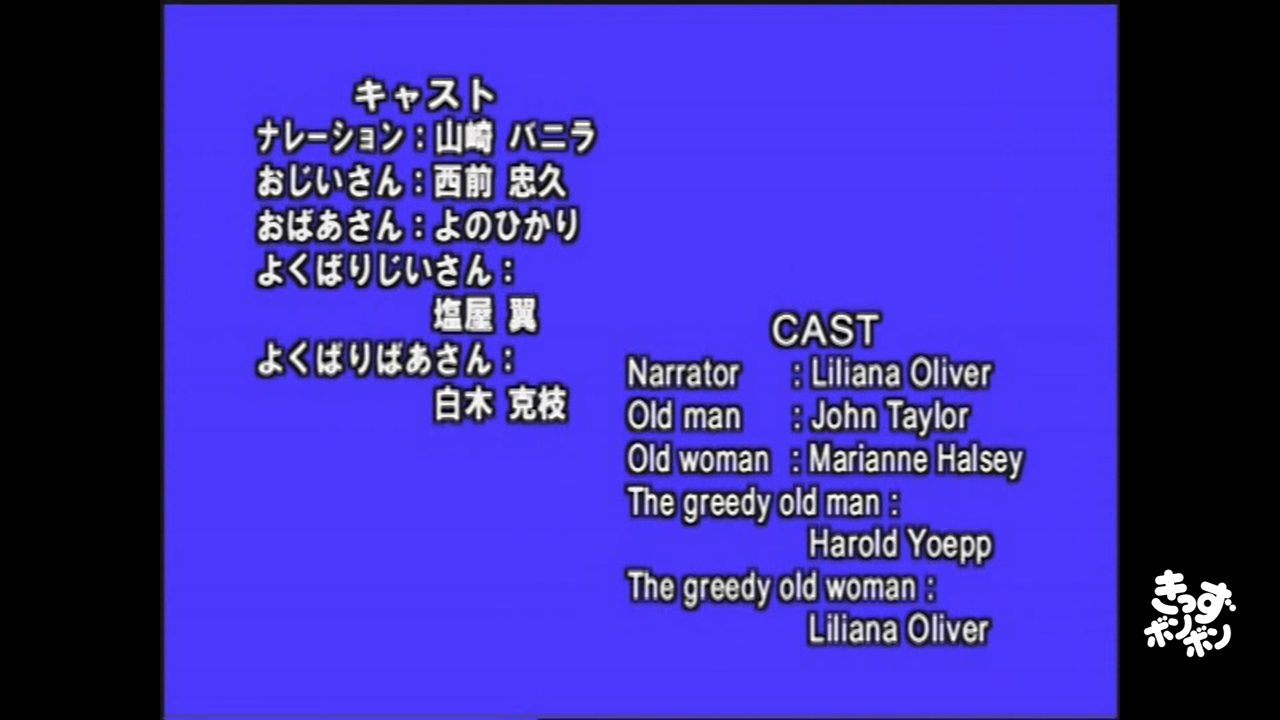 キャスト
ナレーション：山崎 バニラ
おじいさん：西前 忠久
おばあさん：よのひかり
よくばりじいさん：
塩屋 翼
よくばりばあさん：
白木 克枝
CAST
Narrator : Liliana Oliver
Old man : John Taylor
Old woman : Marianne Halsey
The greedy old man :
Harold Yoepp
The greedy old woman :
Liliana Oliver
きっず
ボンボン